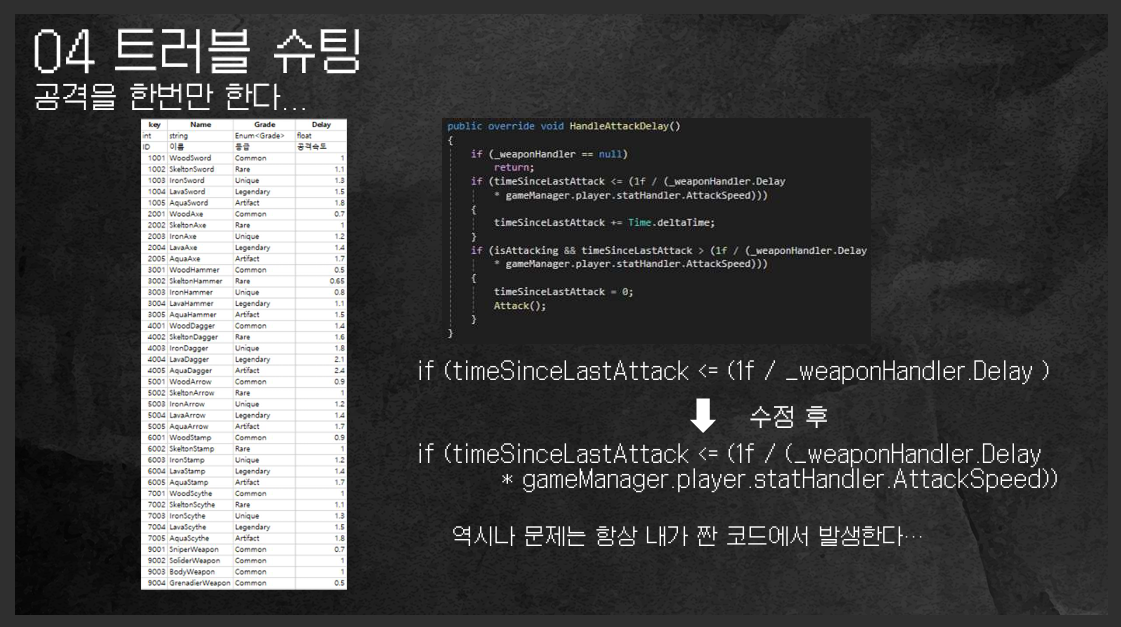 04 트러블 슈팅
공격을 한번만 한다...
key Name Grade Delay
int string Enum<Grade> float
ID 이름 등급 공격속도
1001 WoodSword Common 1
1002 SkeltonSword Rare 1.1
1003 IronSword Unique 1.3
1004 LavaSword Legendary 1.5
1005 AquaSword Artifact 1.8
2001 WoodAxe Common 0.7
2002 SkeltonAxe Rare 1
2003 IronAxe Unique 1.2
2004 LavaAxe Legendary 1.4
2005 AquaAxe Artifact 1.7
3001 WoodHammer Common 0.5
3002 SkeltonHammer Rare 0.65
3003 IronHammer Unique 0.8
3004 LavaHammer Legendary 1.1
3005 AquaHammer Artifact 1.5
4001 WoodDagger Common 1.4
4002 SkeltonDagger Rare 1.6
4003 IronDagger Unique 1.8
4004 LavaDagger Legendary 2.1
4005 AquaDagger Artifact 2.4
5001 WoodArrow Common 0.9
5002 SkeltonArrow Rare 1
5003 IronArrow Unique 1.2
5004 LavaArrow Legendary 1.4
5005 AquaArrow Artifact 1.7
6001 WoodStamp Common 0.9
6002 SkeltonStamp Rare 1
6003 IronStamp Unique 1.2
6004 LavaStamp Legendary 1.4
6005 AquaStamp Artifact 1.7
7001 WoodScythe Common 1
7002 SkeltonScythe Rare 1.1
7003 IronScythe Unique 1.3
7004 LavaScythe Legendary 1.5
7005 AquaScythe Artifact 1.8
9001 SniperWeapon Common 0.7
9002 SoliderWeapon Common 1
9003 BodyWeapon Common 1
9004 GrenadierWeapon Common 0.5
public override void HandleAttackDelay()
{
if (_weaponHandler == null)
return;
if (timeSinceLastAttack <= (1f / (_weaponHandler.Delay
* gameManager.player.statHandler.AttackSpeed)))
{
timeSinceLastAttack += Time.deltaTime;
}
if (isAttacking && timeSinceLastAttack > (1f / (_weaponHandler.Delay
* gameManager.player.statHandler.AttackSpeed)))
{
timeSinceLastAttack = 0;
Attack();
}
}
if (timeSinceLastAttack <= (1f / _weaponHandler.Delay )
수정 후
if (timeSinceLastAttack <= (1f / (_weaponHandler.Delay
* gameManager.player.statHandler.AttackSpeed))
역시나 문제는 항상 내가 짠 코드에서 발생한다…